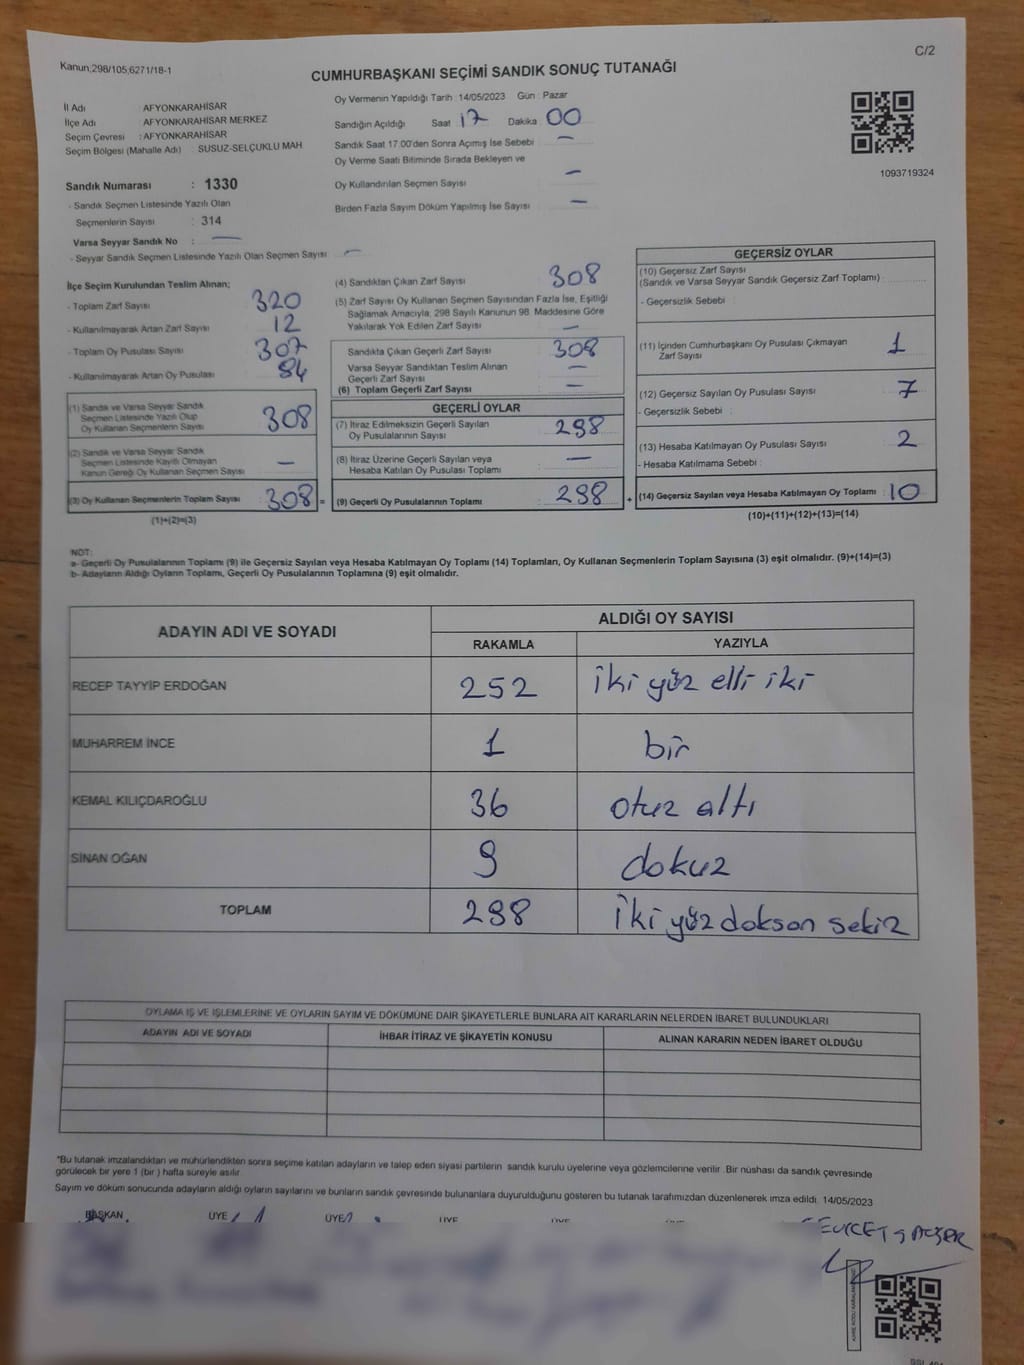 C/2
Kanun;298/105;6271/18-1
CUMHURBAŞKANI SEÇİMİ SANDIK SONUÇ TUTANAĞI
İl Adı : AFYONKARAHİSAR
İlçe Adı : AFYONKARAHİSAR MERKEZ
Seçim Çevresi : AFYONKARAHİSAR
Seçim Bölgesi (Mahalle Adı) : SUSUZ-SELÇUKLU MAH
Oy Vermenin Yapıldığı Tarih : 14/05/2023 Gün : Pazar
Sandığın Açıldığı Saat : 17 Dakika : 00
Sandık Saat 17.00'den Sonra Açımış İse Sebebi : —
Oy Verme Saati Bitiminde Sırada Bekleyen ve
Oy Kullandırılan Seçmen Sayısı : —
Birden Fazla Sayım Döküm Yapılmış İse Sayısı : —
1093719324
Sandık Numarası : 1330
- Sandık Seçmen Listesinde Yazılı Olan
Seçmenlerin Sayısı : 314
Varsa Seyyar Sandık No : —
- Seyyar Sandık Seçmen Listesinde Yazılı Olan Seçmen Sayısı : —
İlçe Seçim Kurulundan Teslim Alınan;
- Toplam Zarf Sayısı : 320
- Kullanılmayarak Artan Zarf Sayısı : 12
- Toplam Oy Pusulası Sayısı : 307
- Kullanılmayarak Artan Oy Pusulası : 84
(1) Sandık ve Varsa Seyyar Sandık
Seçmen Listesinde Yazılı Olup
Oy Kullanan Seçmenlerin Sayısı : 308
(2) Sandık ve Varsa Seyyar Sandık
Seçmen Listesinde Kayıtlı Olmayan
Kanun Gereği Oy Kullanan Seçmen Sayısı : —
(3) Oy Kullanan Seçmenlerin Toplam Sayısı : 308 =
(1)+(2)=(3)
(4) Sandıktan Çıkan Zarf Sayısı : 308
(5) Zarf Sayısı Oy Kullanan Seçmen Sayısından Fazla İse, Eşitliği
Sağlamak Amacıyla, 298 Sayılı Kanunun 98. Maddesine Göre
Yakılarak Yok Edilen Zarf Sayısı : —
Sandıkta Çıkan Geçerli Zarf Sayısı : 308
Varsa Seyyar Sandıktan Teslim Alınan
Geçerli Zarf Sayısı : —
(6) Toplam Geçerli Zarf Sayısı : —
GEÇERLİ OYLAR
(7) İtiraz Edilmeksizin Geçerli Sayılan
Oy Pusulalarının Sayısı : 298
(8) İtiraz Üzerine Geçerli Sayılan veya
Hesaba Katılan Oy Pusulası Toplamı : —
(9) Geçerli Oy Pusulalarının Toplamı : 298 +
GEÇERSİZ OYLAR
(10) Geçersiz Zarf Sayısı
(Sandık ve Varsa Seyyar Sandık Geçersiz Zarf Toplamı) :
- Geçersizlik Sebebi :
(11) İçinden Cumhurbaşkanı Oy Pusulası Çıkmayan
Zarf Sayısı : 1
(12) Geçersiz Sayılan Oy Pusulası Sayısı : 7
- Geçersizlik Sebebi :
(13) Hesaba Katılmayan Oy Pusulası Sayısı : 2
- Hesaba Katılmama Sebebi :
(14) Geçersiz Sayılan veya Hesaba Katılmayan Oy Toplamı : 10
(10)+(11)+(12)+(13)=(14)
NOT:
a- Geçerli Oy Pusulalarının Toplamı (9) ile Geçersiz Sayılan veya Hesaba Katılmayan Oy Toplamı (14) Toplamları, Oy Kullanan Seçmenlerin Toplam Sayısına (3) eşit olmalıdır. (9)+(14)=(3)
b- Adayların Aldığı Oyların Toplamı, Geçerli Oy Pusulalarının Toplamına (9) eşit olmalıdır.
ADAYIN ADI VE SOYADI ALDIĞI OY SAYISI
RAKAMLA YAZIYLA
RECEP TAYYİP ERDOĞAN 252 iki yüz elli iki
MUHARREM İNCE 1 bir
KEMAL KILIÇDAROĞLU 36 otuz altı
SİNAN OĞAN 9 dokuz
TOPLAM 298 iki yüz doksan sekiz
OYLAMA İŞ VE İŞLEMLERİNE VE OYLARIN SAYIM VE DÖKÜMÜNE DAİR ŞİKAYETLERLE BUNLARA AİT KARARLARIN NELERDEN İBARET BULUNDUKLARI
ADAYIN ADI VE SOYADI İHBAR İTİRAZ VE ŞİKAYETİN KONUSU ALINAN KARARIN NEDEN İBARET OLDUĞU
*Bu tutanak imzalandıktan ve mühürlendikten sonra seçime katılan adayların ve talep eden siyasi partilerin sandık kurulu üyelerine veya gözlemcilerine verilir. Bir nüshası da sandık çevresinde
görülecek bir yere 1 (bir ) hafta süreyle asılır.
Sayım ve döküm sonucunda adayların aldığı oyların sayılarını ve bunların sandık çevresinde bulunanlara duyurulduğunu gösteren bu tutanak tarafımızdan düzenlenerek imza edildi. 14/05/2023
BAŞKAN ÜYE ÜYE ÜYE ÜYE